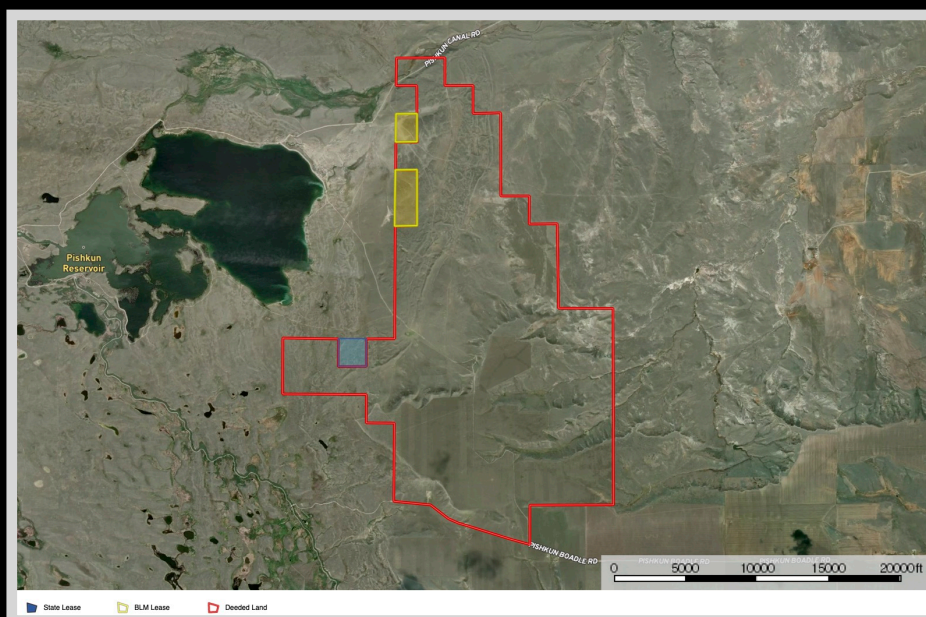 PISHKUN CANAL RD
Pishkun
Reservoir
PISHKUN BOADLE RD
PISHKUN BOADLE RD
PISHKUN BOADLE RD
0 5000 10000 15000 20000ft
State Lease
BLM Lease
Deeded Land